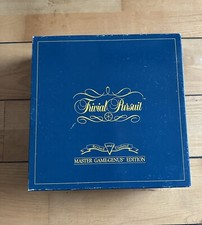 Trivial Pursuit
MASTER GAME-GENUS EDITION